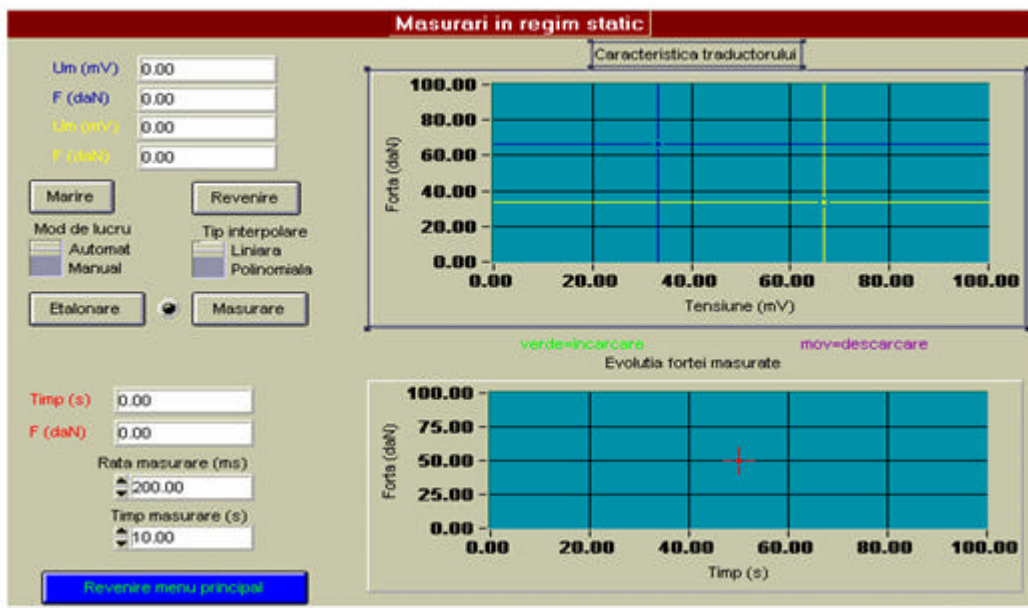 Masurari in regim static
Um (mV) 0.00
F (daN) 0.00
Um (mV) 0.00
F (daN) 0.00
Marire
Revenire
Mod de lucru
Automat
Manual
Tip interpolare
Liniara
Polinomiala
Etalonare
Masurare
Caracteristica traductorului
Forta (daN)
100.00
80.00
60.00
40.00
20.00
0.00
0.00 20.00 40.00 60.00 80.00 100.00
Tensiune (mV)
verde=incarcare
mov=descarcare
Evolutia fortei masurate
Timp (s) 0.00
F (daN) 0.00
Rata masurare (ms)
200.00
Timp masurare (s)
10.00
Revenire menu principal
Forta (daN)
100.00
75.00
50.00
25.00
0.00
0.00 20.00 40.00 60.00 80.00 100.00
Timp (s)